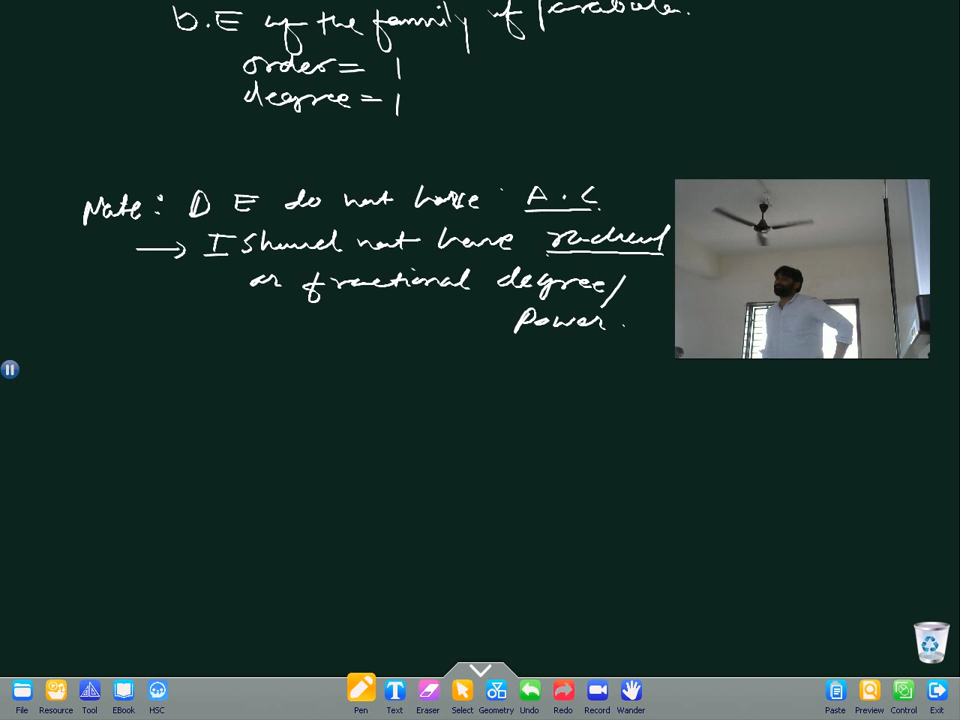 D.E of the family of Parabola.
order = 1
degree = 1
Note: D E do not have A.C.
→ I should not have radical
or fractional degree/
Power.
File Resource Tool EBook HSC Pen Text Eraser Select Geometry Undo Redo Record Wander Paste Preview Control Exit